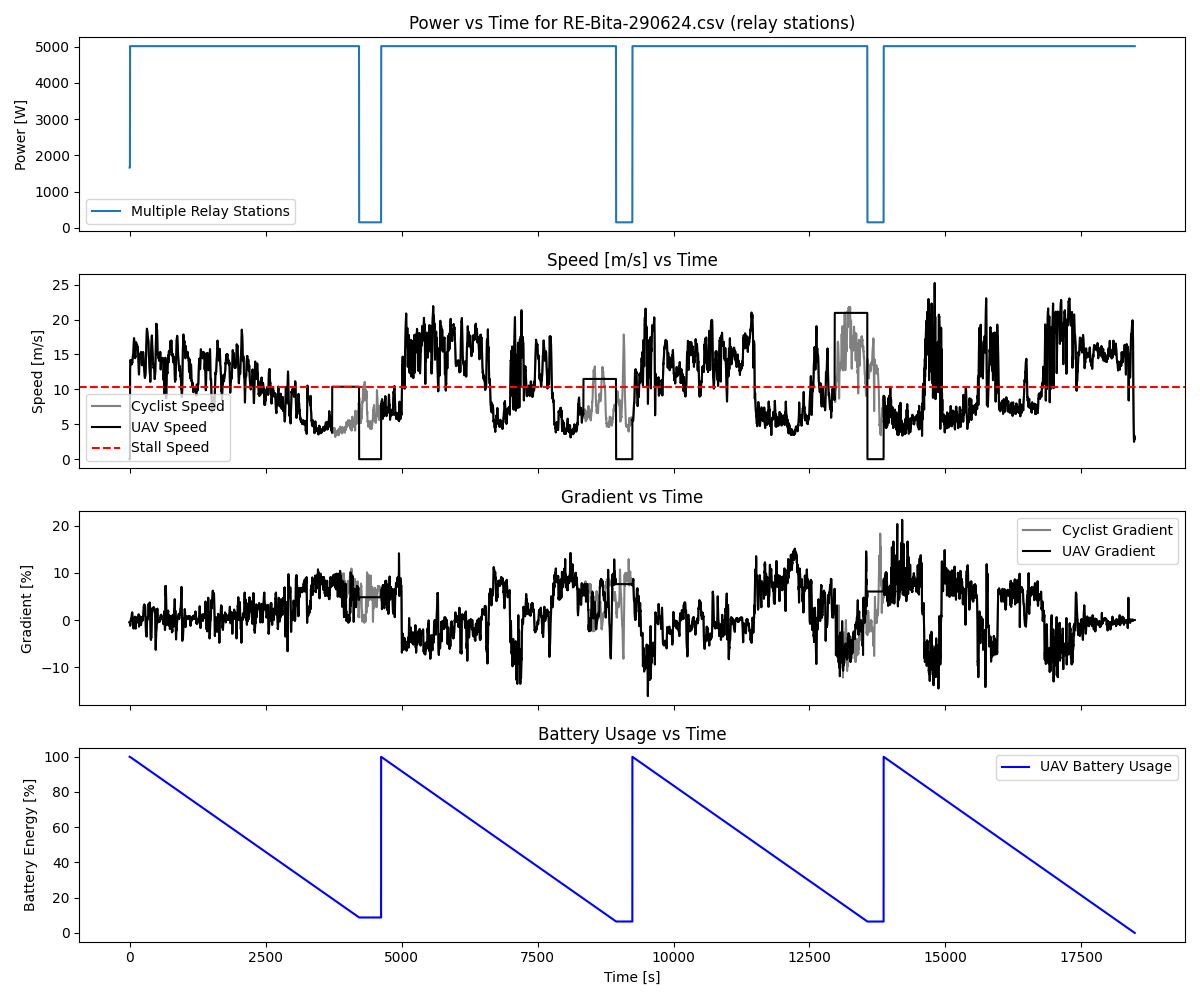 Power vs Time for RE-Bita-290624.csv (relay stations)
Power [W]
5000
4000
3000
2000
1000
0
Multiple Relay Stations
Speed [m/s] vs Time
Speed [m/s]
25
20
15
10
5
0
Cyclist Speed
UAV Speed
Stall Speed
Gradient vs Time
Gradient [%]
20
10
0
−10
Cyclist Gradient
UAV Gradient
Battery Usage vs Time
Battery Energy [%]
100
80
60
40
20
0
UAV Battery Usage
0 2500 5000 7500 10000 12500 15000 17500
Time [s]